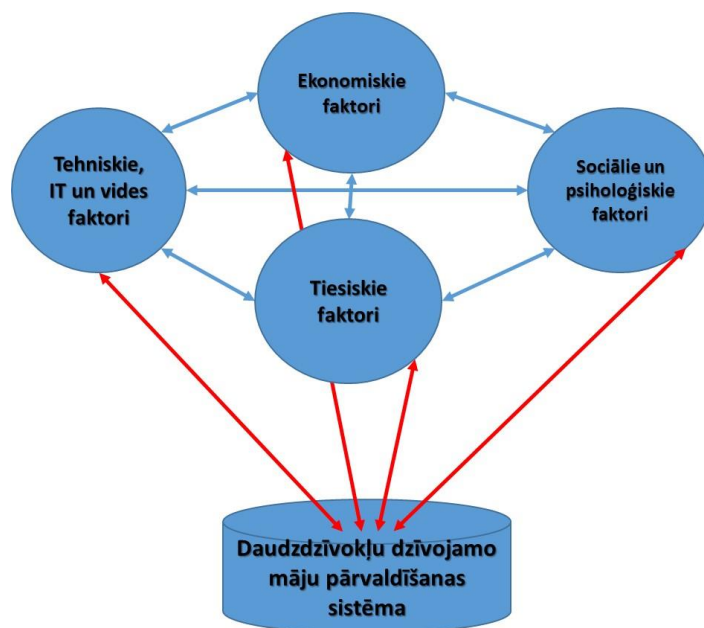 Ekonomiskie
faktori
Tehniskie,
IT un vides
faktori
Sociālie un
psiholoģiskie
faktori
Tiesiskie
faktori
Daudzdzīvokļu dzīvojamo
māju pārvaldīšanas
sistēma